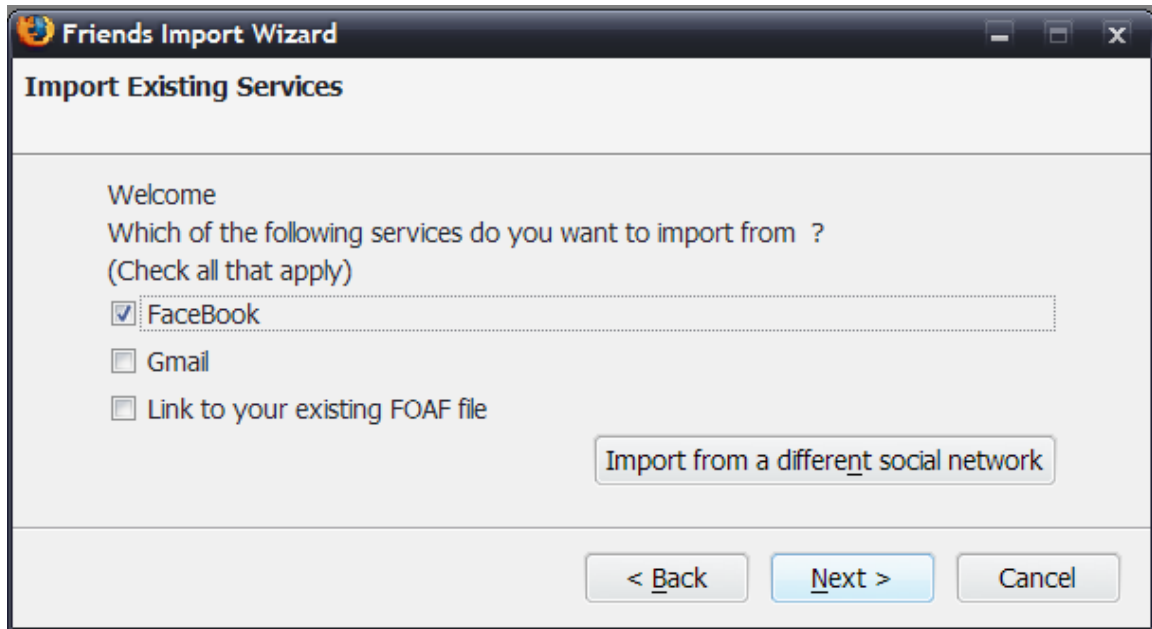 Friends Import Wizard
Import Existing Services
Welcome
Which of the following services do you want to import from ?
(Check all that apply)
FaceBook
Gmail
Link to your existing FOAF file
Import from a different social network
< Back Next > Cancel